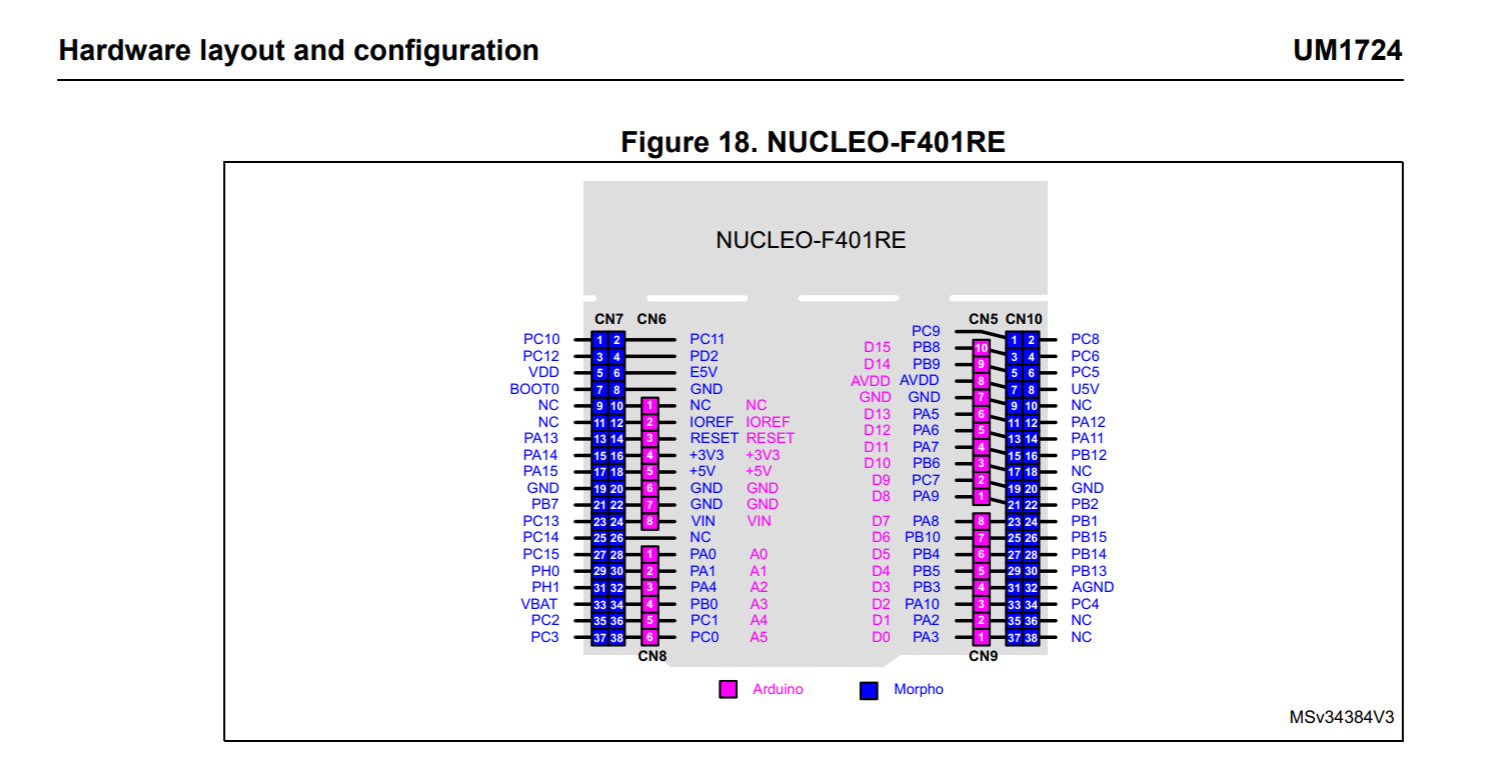 Hardware layout and configuration UM1724
Figure 18. NUCLEO-F401RE
NUCLEO-F401RE
CN7 CN6 CN5 CN10
PC9
PC10 1 2 PC11 1 2 PC8
PC12 3 4 PD2 D15 PB8 10 3 4 PC6
VDD 5 6 E5V D14 PB9 9 5 6 PC5
BOOT0 7 8 GND AVDD AVDD 8 7 8 U5V
NC 9 10 1 NC NC GND GND 7 9 10 NC
NC 11 12 2 IOREF IOREF D13 PA5 6 11 12 PA12
PA13 13 14 3 RESET RESET D12 PA6 5 13 14 PA11
PA14 15 16 4 +3V3 +3V3 D11 PA7 4 15 16 PB12
PA15 17 18 5 +5V +5V D10 PB6 3 17 18 NC
GND 19 20 6 GND GND D9 PC7 2 19 20 GND
PB7 21 22 7 GND GND D8 PA9 1 21 22 PB2
PC13 23 24 8 VIN VIN D7 PA8 8 23 24 PB1
PC14 25 26 NC D6 PB10 7 25 26 PB15
PC15 27 28 1 PA0 A0 D5 PB4 6 27 28 PB14
PH0 29 30 2 PA1 A1 D4 PB5 5 29 30 PB13
PH1 31 32 3 PA4 A2 D3 PB3 4 31 32 AGND
VBAT 33 34 4 PB0 A3 D2 PA10 3 33 34 PC4
PC2 35 36 5 PC1 A4 D1 PA2 2 35 36 NC
PC3 37 38 6 PC0 A5 D0 PA3 1 37 38 NC
CN8 CN9
Arduino Morpho
MSv34384V3